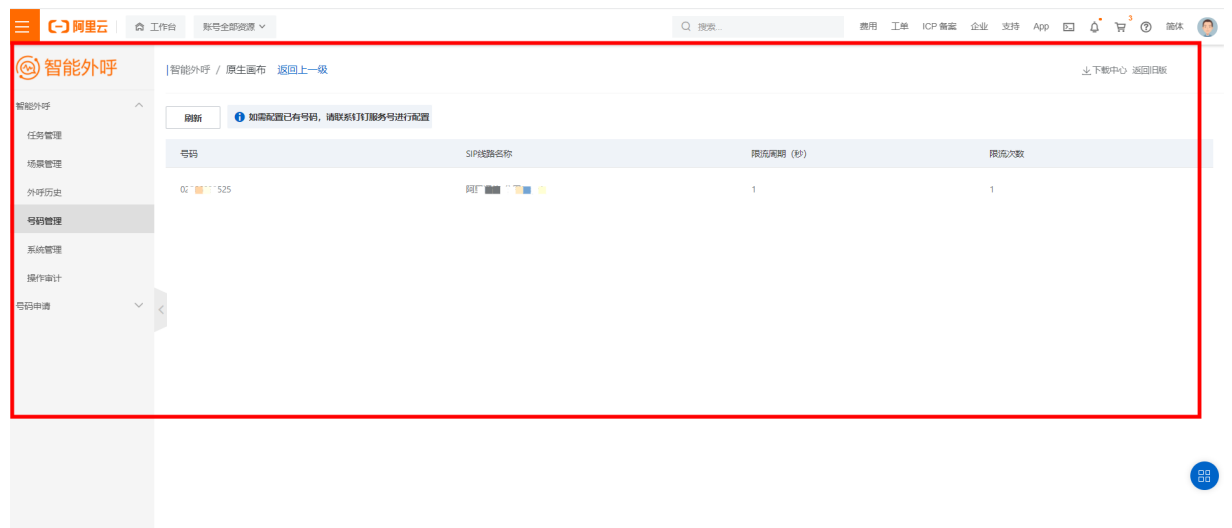 阿里云 工作台 账号全部资源 搜索... 费用 工单 ICP 备案 企业 支持 App 3 简体
智能外呼 |智能外呼 / 原生画布 返回上一级 下载中心 返回旧版
智能外呼
刷新 如需配置已有号码，请联系钉钉服务号进行配置
任务管理
号码 SIP线路名称 限流周期（秒） 限流次数
场景管理
外呼历史 525 1 1
号码管理
系统管理
操作审计
号码申请